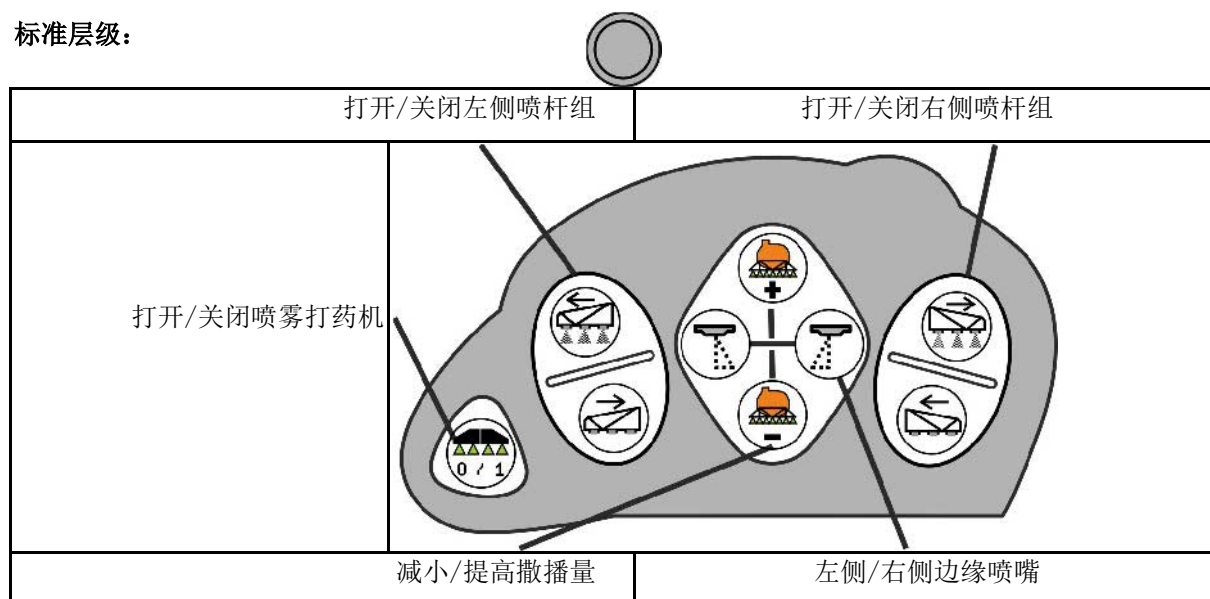 标准层级：
打开/关闭左侧喷杆组
打开/关闭右侧喷杆组
打开/关闭喷雾打药机
+
-
0 / 1
减小/提高撒播量
左侧/右侧边缘喷嘴